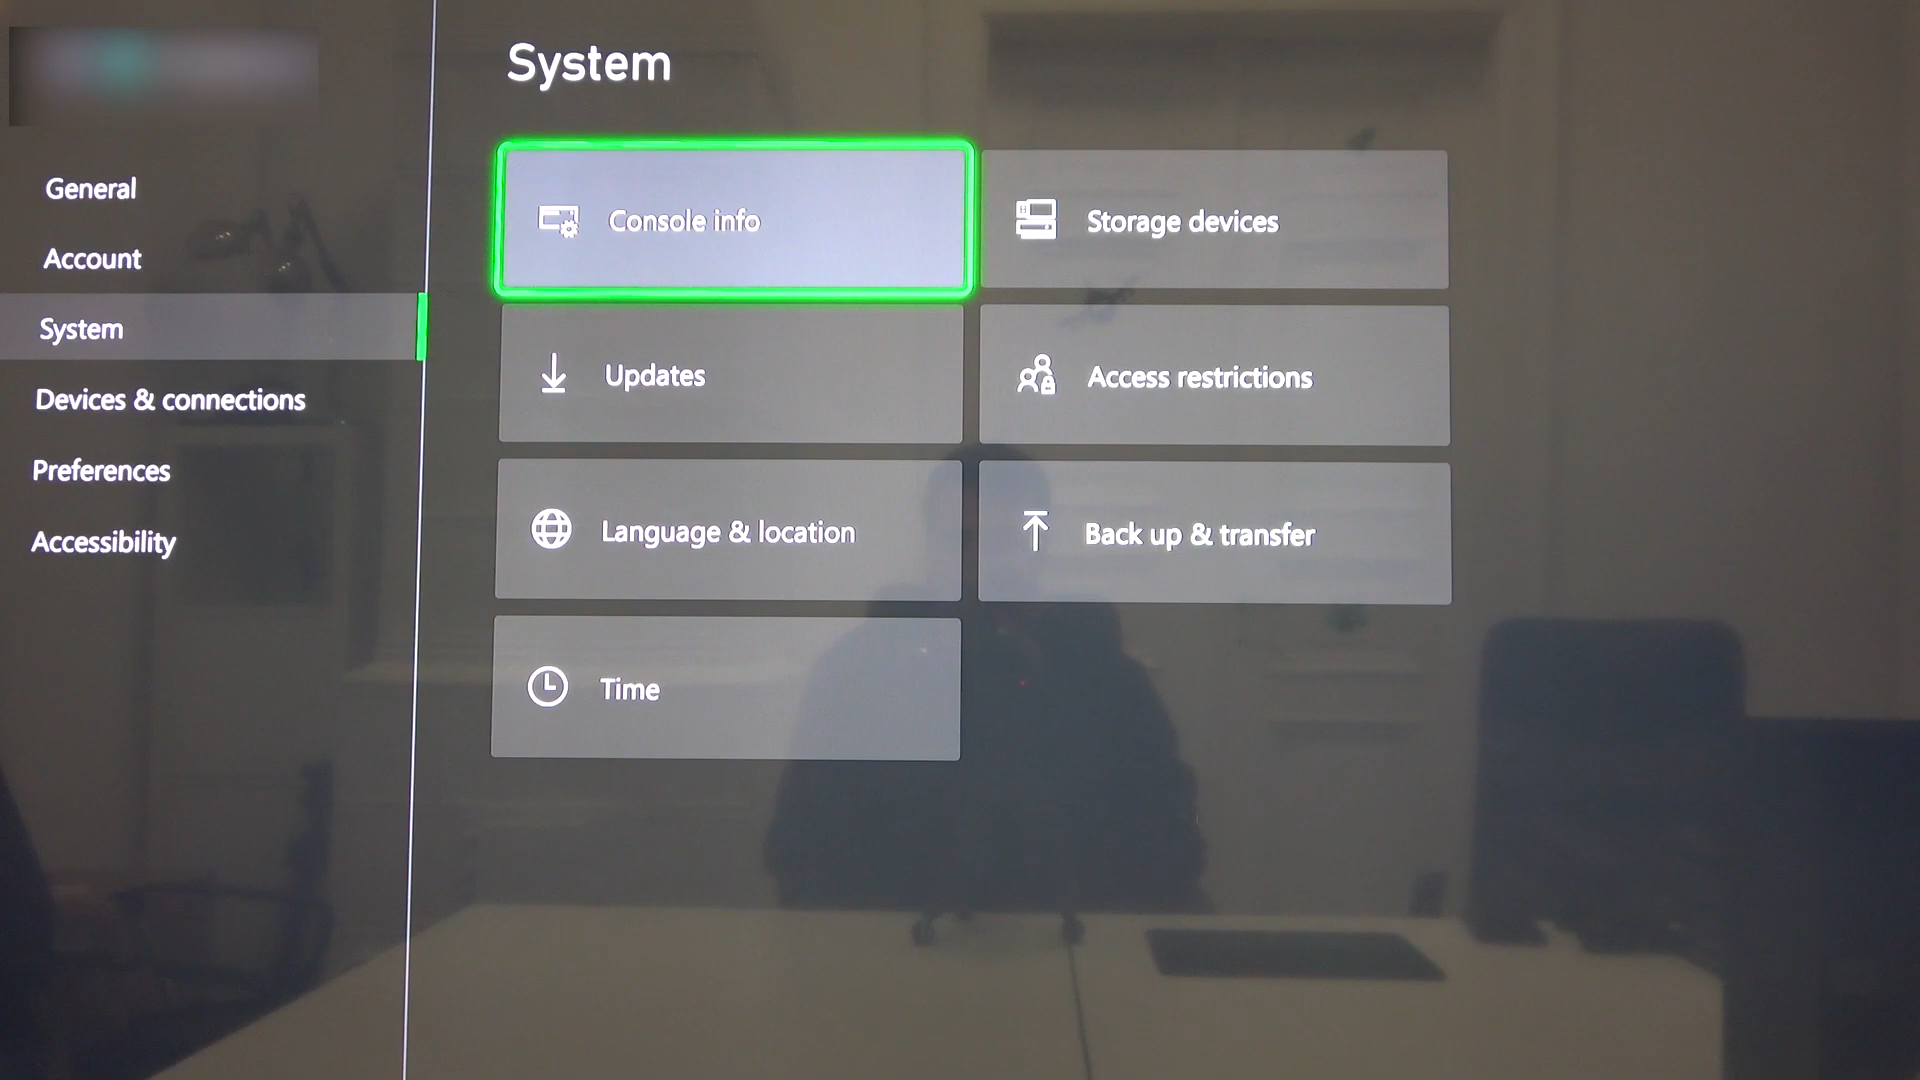 System
General
Account
System
Devices & connections
Preferences
Accessibility
Console info
Storage devices
Updates
Access restrictions
Language & location
Back up & transfer
Time